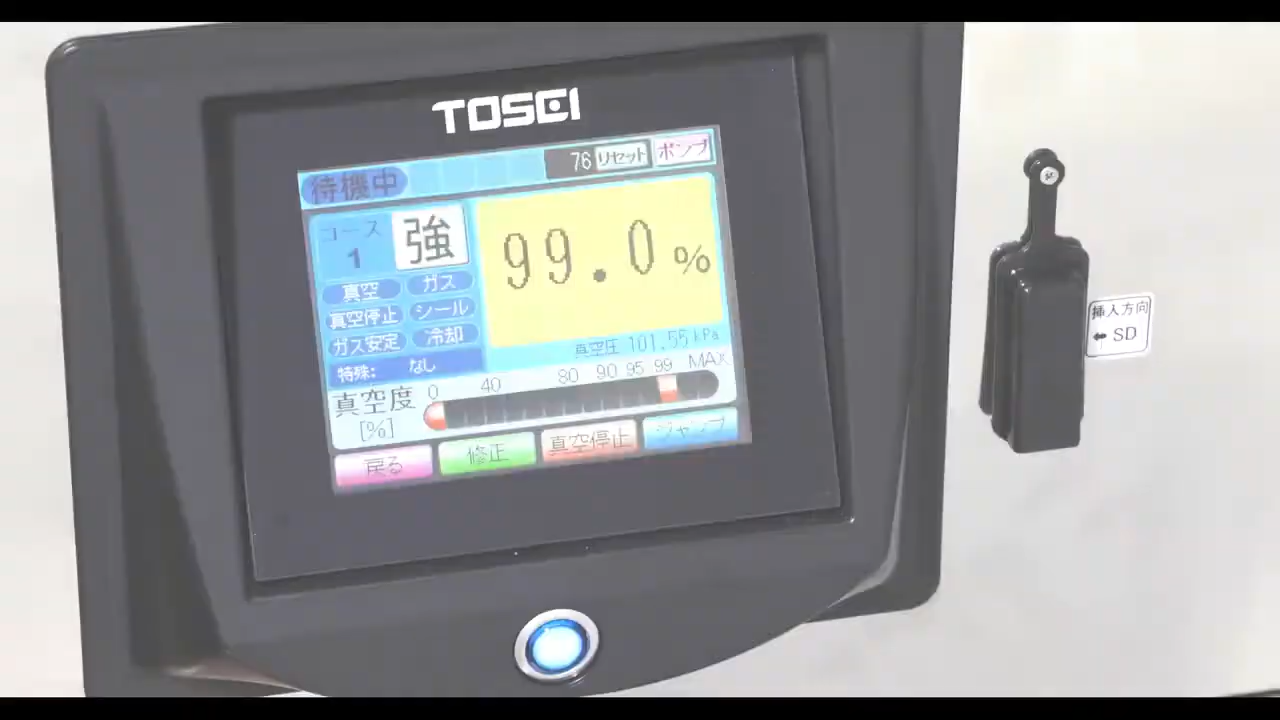 TOSEI
待機中 76 リセット ポンプ
コース 強
1
99.0%
真空 ガス
真空停止 シール
ガス安定 冷却
特殊: なし
真空圧 101.55 kPa
真空度 0 40 80 90 95 99 MAX
[%]
戻る 修正 真空停止 ジャンプ
挿入方向
← SD